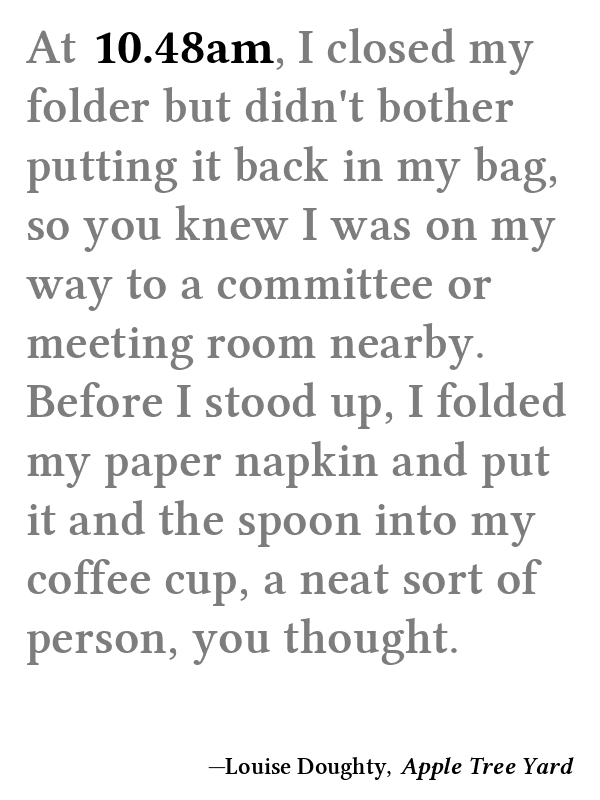 At 10.48am, I closed my
folder but didn't bother
putting it back in my bag,
so you knew I was on my
way to a committee or
meeting room nearby.
Before I stood up, I folded
my paper napkin and put
it and the spoon into my
coffee cup, a neat sort of
person, you thought.
—Louise Doughty, Apple Tree Yard